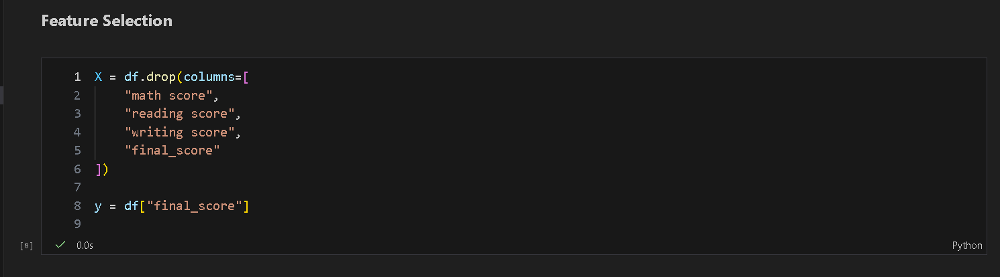 Feature Selection
1 X = df.drop(columns=[
2     "math score",
3     "reading score",
4     "writing score",
5     "final_score"
6 ])
7
8 y = df["final_score"]
9
[8] ✓ 0.0s Python